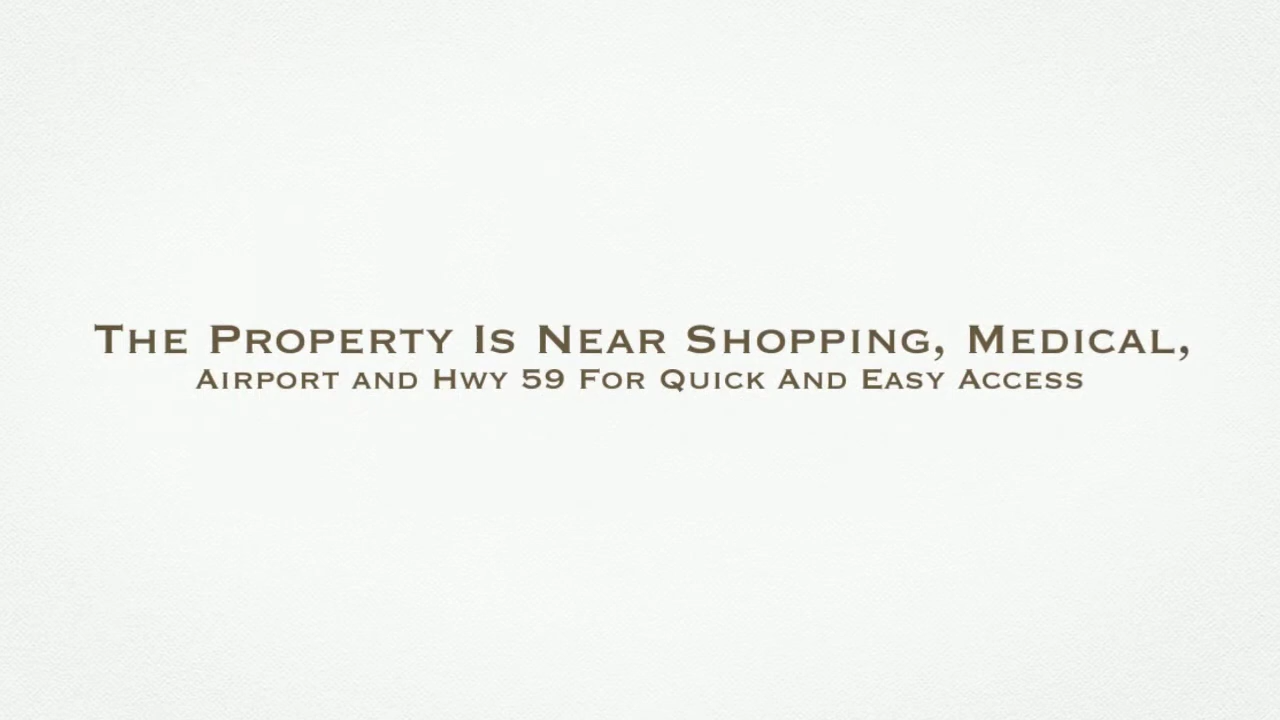 The Property Is Near Shopping, Medical,
Airport and Hwy 59 For Quick And Easy Access